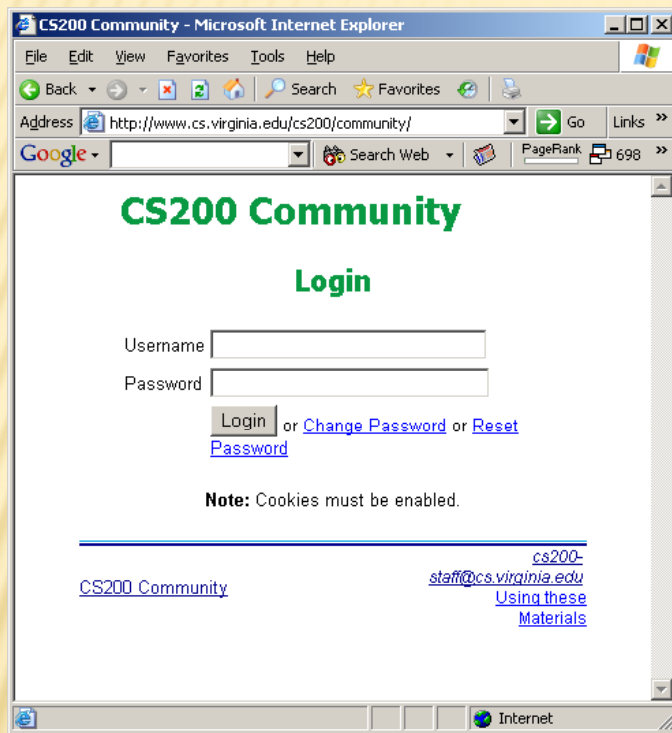 CS200 Community - Microsoft Internet Explorer
File Edit View Favorites Tools Help
Back Search Favorites
Address http://www.cs.virginia.edu/cs200/community/ Go Links »
Google Search Web PageRank 698 »
CS200 Community
Login
Username
Password
Login or Change Password or Reset
Password
Note: Cookies must be enabled.
CS200 Community
cs200-
staff@cs.virginia.edu
Using these
Materials
Internet